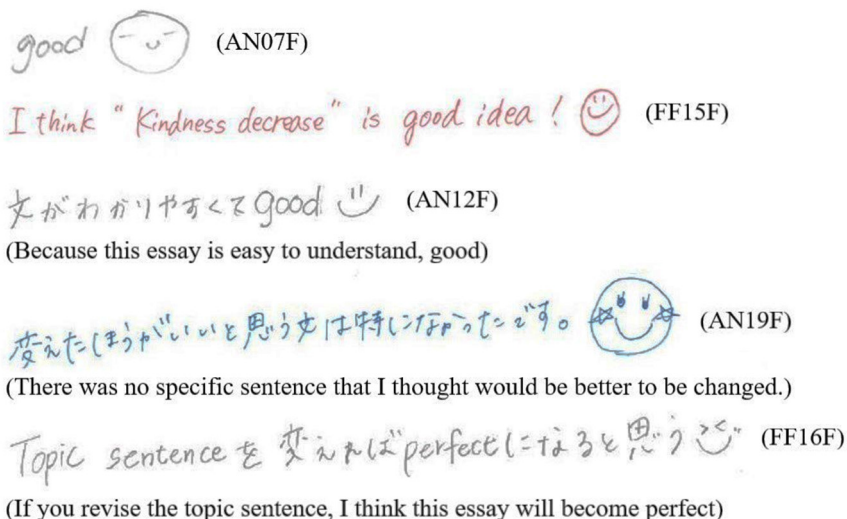 good (AN07F)
I think "Kindness decrease" is good idea! (FF15F)
文がわかりやすくてgood (AN12F)
(Because this essay is easy to understand, good)
変えたほうがいいと思う文は特になかったです。 (AN19F)
(There was no specific sentence that I thought would be better to be changed.)
Topic sentenceを変えればperfectになると思う (FF16F)
(If you revise the topic sentence, I think this essay will become perfect)